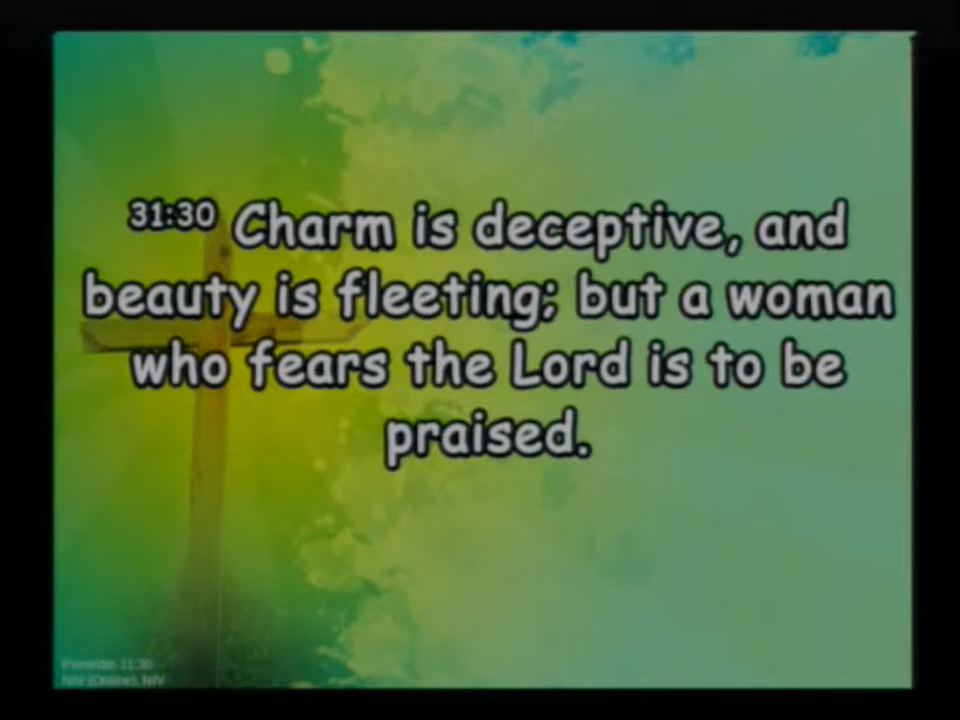 31:30 Charm is deceptive, and
beauty is fleeting; but a woman
who fears the Lord is to be
praised.
Proverbs 31:30
NIV (Online), NIV